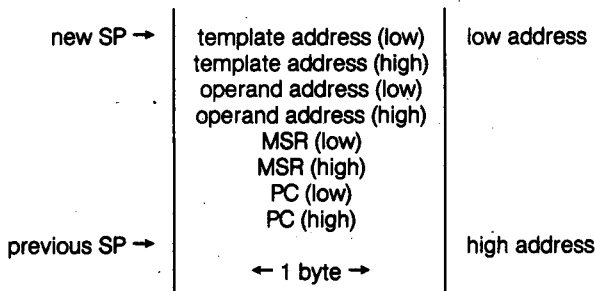 new SP → template address (low) low address
template address (high)
operand address (low)
operand address (high)
MSR (low)
MSR (high)
PC (low)
PC (high)
previous SP → high address
← 1 byte →